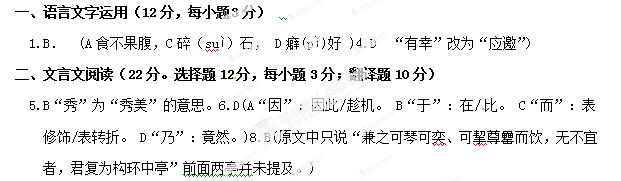 一、语言文字运用（12分，每小题3分）
1.B． (A食不果腹，C碎（suì）石， D癖(pǐ)好 )4.D “有幸”改为“应邀”)
二、文言文阅读（22分。选择题12分，每小题3分；翻译题10分）
5.B“秀”为“秀美”的意思。6.D(A“因”：因此/趁机。 B“于”：在/比。 C“而”：表
修饰/表转折。 D“乃”：竟然。)8.B(原文中只说“兼之可琴可奕、可挈尊罍而饮，无不宜
者，君复为构环中亭”前面两亭并未提及。)